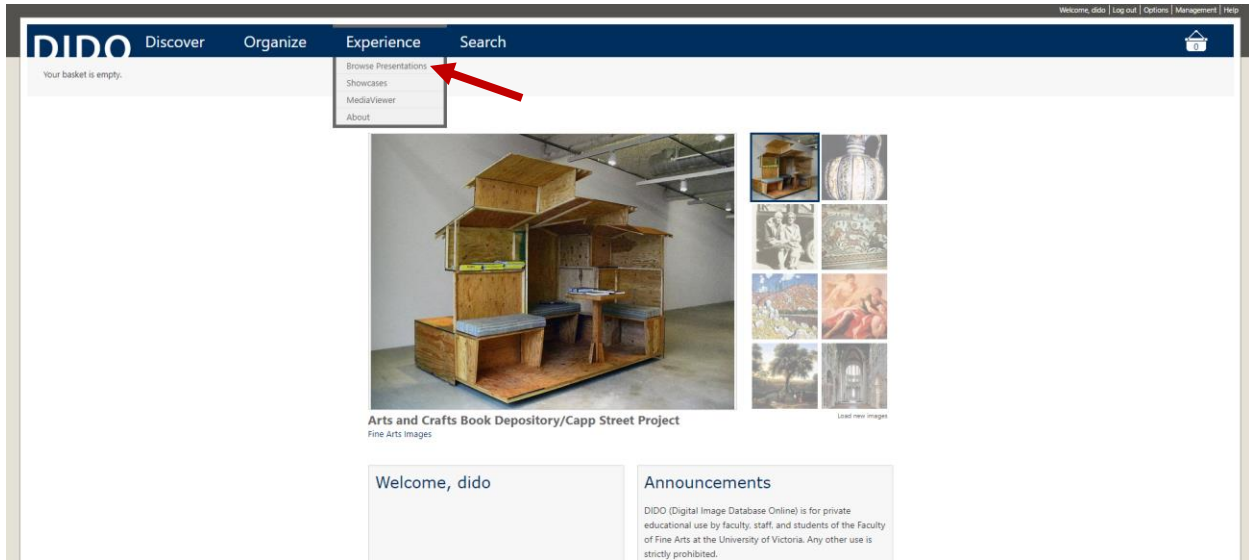 Welcome, dido | Log out | Options | Management | Help
DIDO Discover Organize Experience Search
0
Your basket is empty.
Browse Presentations
Showcases
MediaViewer
About
Load new images
Arts and Crafts Book Depository/Capp Street Project
Fine Arts Images
Welcome, dido
Announcements
DIDO (Digital Image Database Online) is for private
educational use by faculty, staff, and students of the Faculty
of Fine Arts at the University of Victoria. Any other use is
strictly prohibited.